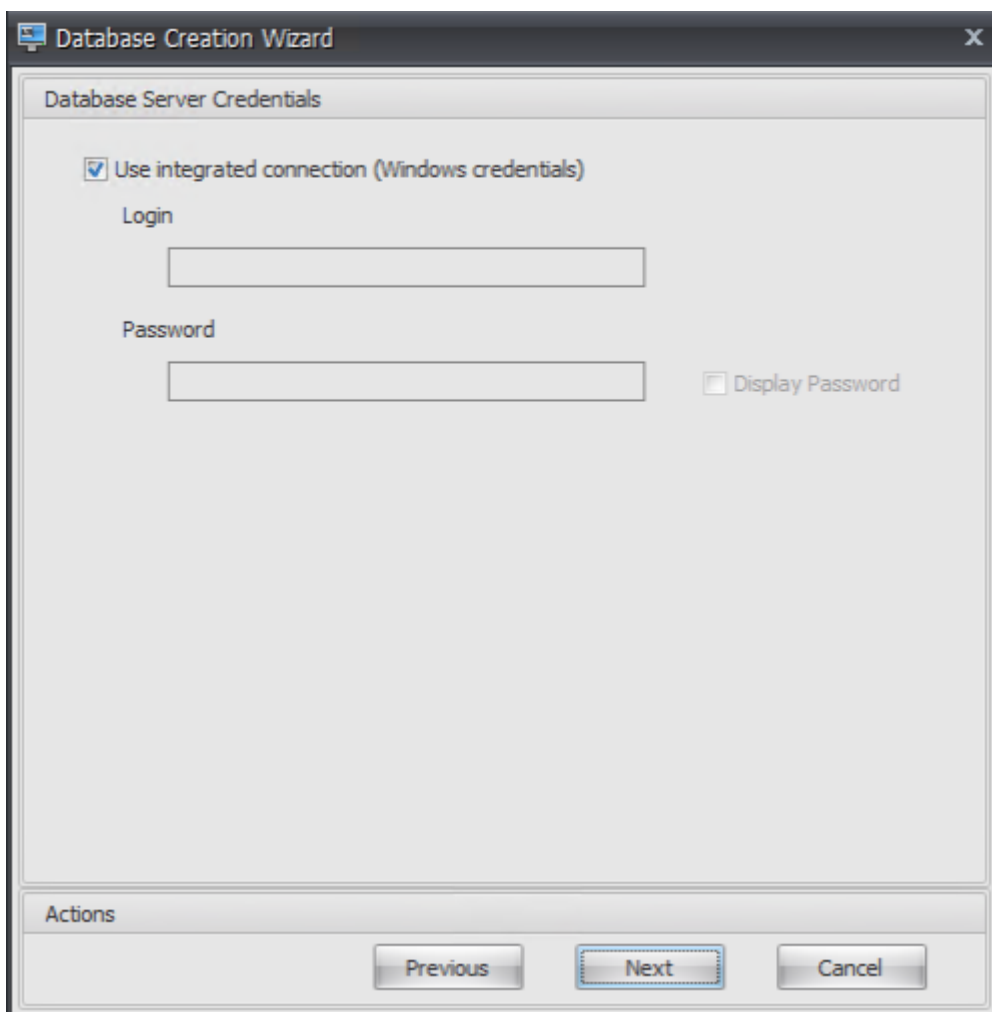 Database Creation Wizard
Database Server Credentials
Use integrated connection (Windows credentials)
Login
Password
Display Password
Actions
Previous Next Cancel